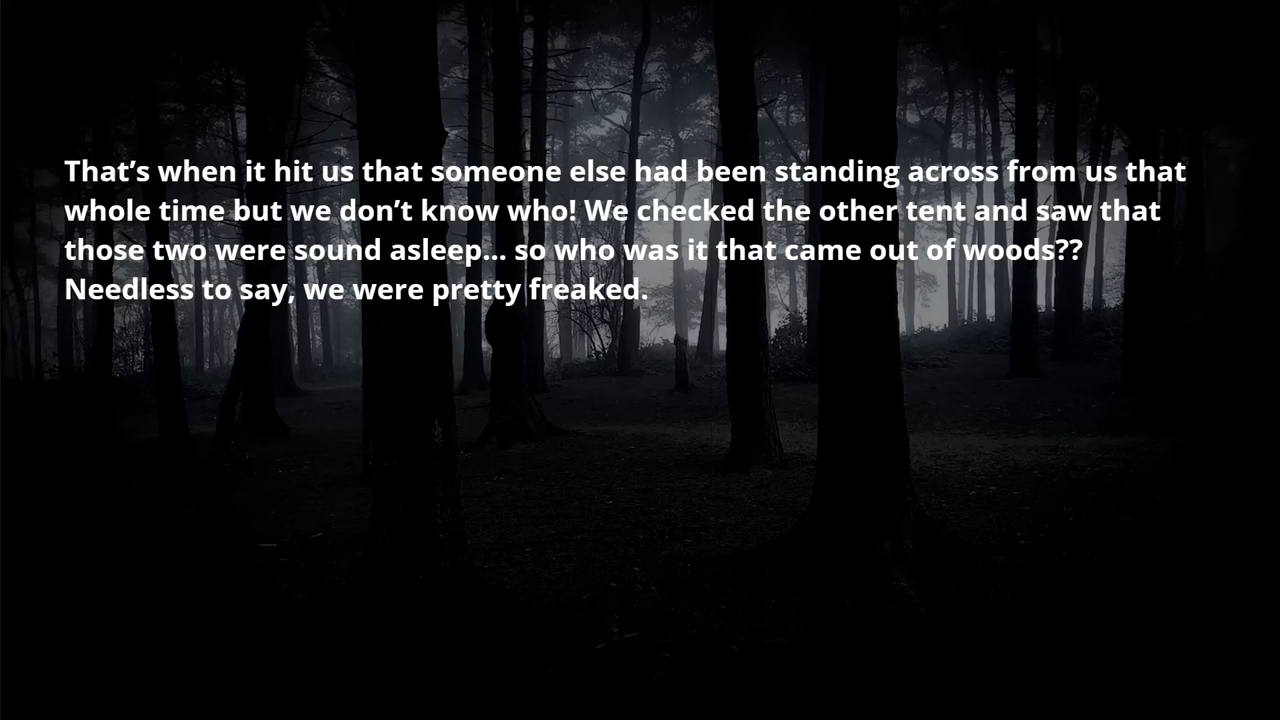 That’s when it hit us that someone else had been standing across from us that
whole time but we don’t know who! We checked the other tent and saw that
those two were sound asleep... so who was it that came out of woods??
Needless to say, we were pretty freaked.